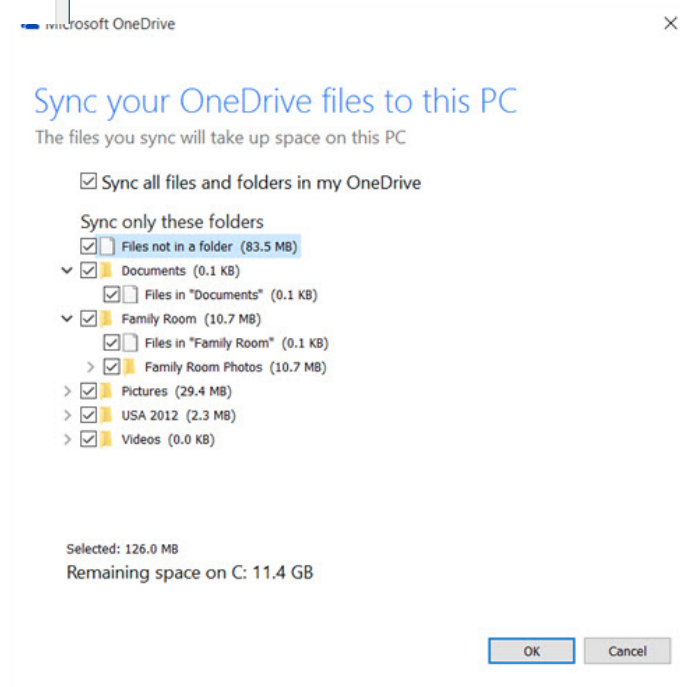 Microsoft OneDrive
Sync your OneDrive files to this PC
The files you sync will take up space on this PC
Sync all files and folders in my OneDrive
Sync only these folders
Files not in a folder (83.5 MB)
Documents (0.1 KB)
Files in "Documents" (0.1 KB)
Family Room (10.7 MB)
Files in "Family Room" (0.1 KB)
Family Room Photos (10.7 MB)
Pictures (29.4 MB)
USA 2012 (2.3 MB)
Videos (0.0 KB)
Selected: 126.0 MB
Remaining space on C: 11.4 GB
OK Cancel